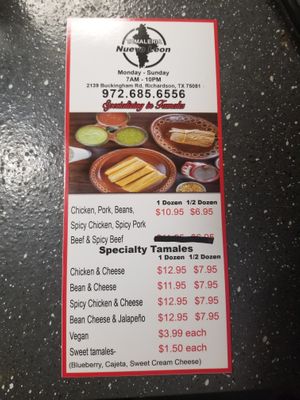 TAMALERIA
Nuevo Leon
Monday - Sunday
7AM - 10PM
2139 Buckingham Rd, Richardson, TX 75081
972.685.6556
Specializing in Tamales
1 Dozen 1/2 Dozen
Chicken, Pork, Beans, $10.95 $6.95
Spicy Chicken, Spicy Pork
Beef & Spicy Beef
Specialty Tamales
1 Dozen 1/2 Dozen
Chicken & Cheese $12.95 $7.95
Bean & Cheese $11.95 $7.95
Spicy Chicken & Cheese $12.95 $7.95
Bean Cheese & Jalapeño $12.95 $7.95
Vegan $3.99 each
Sweet tamales- $1.50 each
(Blueberry, Cajeta, Sweet Cream Cheese)